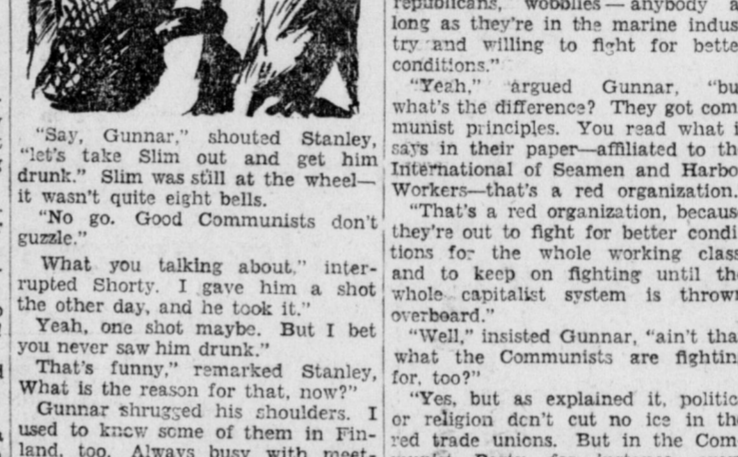 "Say, Gunnar," shouted Stanley,
"let's take Slim out and get him
drunk." Slim was still at the wheel—
it wasn't quite eight bells.
"No go. Good Communists don't
guzzle."
What you talking about," inter-
rupted Shorty. I gave him a shot
the other day, and he took it."
Yeah, one shot maybe. But I bet
you never saw him drunk."
That's funny," remarked Stanley,
What is the reason for that, now?"
Gunnar shrugged his shoulders. I
used to knew some of them in Fin-
land, too. Always busy with meet-
republicans, wobblies—anybody a
long as they're in the marine indus
try and willing to fight for bette
conditions."
"Yeah," argued Gunnar, "bu
what's the difference? They got com
munist principles. You read what i
says in their paper—affiliated to th
International of Seamen and Harbo
Workers—that's a red organization.
"That's a red organization, becaus
they're out to fight for better condi
tions for the whole working class
and to keep on fighting until th
whole capitalist system is thrown
overboard."
"Well," insisted Gunnar, "ain't tha
what the Communists are fightin
for, too?"
"Yes, but as explained it, politic
or religion don't cut no ice in th
red trade unions. But in the Com